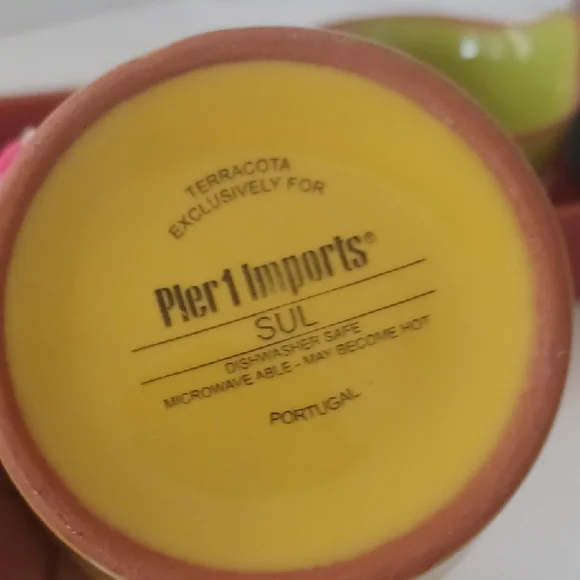 TERRACOTA
EXCLUSIVELY FOR
Pier 1 Imports®
SUL
DISHWASHER SAFE
MICROWAVE ABLE - MAY BECOME HOT
PORTUGAL